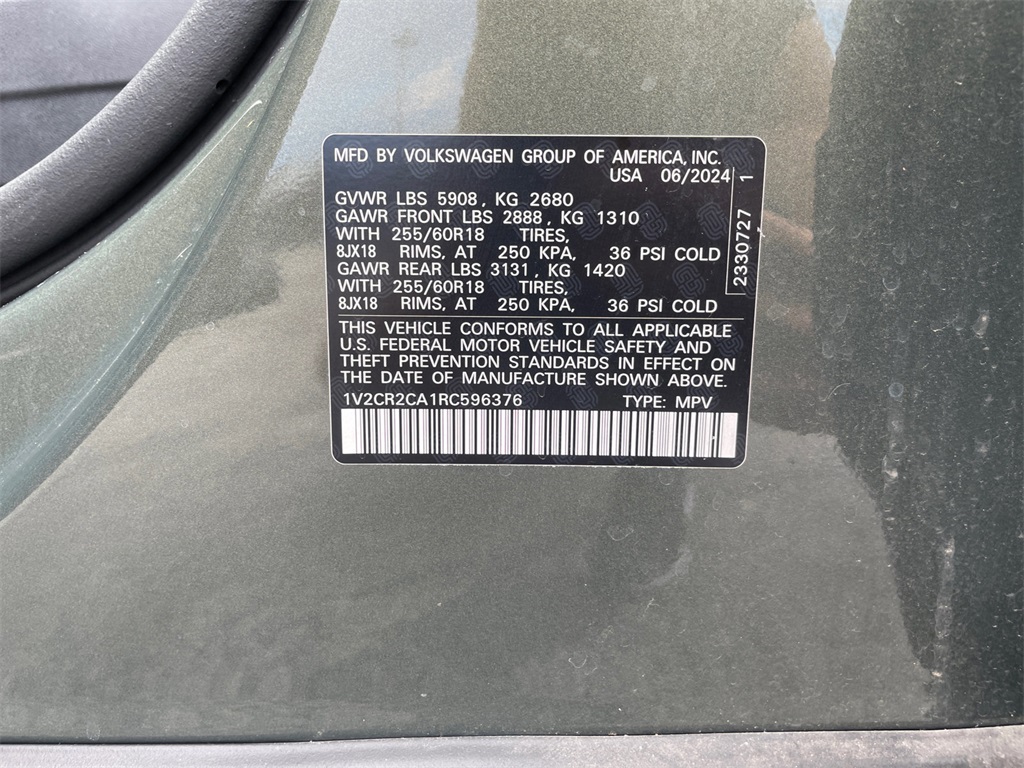 MFD BY VOLKSWAGEN GROUP OF AMERICA, INC.
USA 06/2024
GVWR LBS 5908, KG 2680
GAWR FRONT LBS 2888, KG 1310
WITH 255/60R18 TIRES,
8JX18 RIMS, AT 250 KPA, 36 PSI COLD
GAWR REAR LBS 3131, KG 1420
WITH 255/60R18 TIRES,
8JX18 RIMS, AT 250 KPA, 36 PSI COLD
2330727 1
THIS VEHICLE CONFORMS TO ALL APPLICABLE
U.S. FEDERAL MOTOR VEHICLE SAFETY AND
THEFT PREVENTION STANDARDS IN EFFECT ON
THE DATE OF MANUFACTURE SHOWN ABOVE.
1V2CR2CA1RC596376 TYPE: MPV